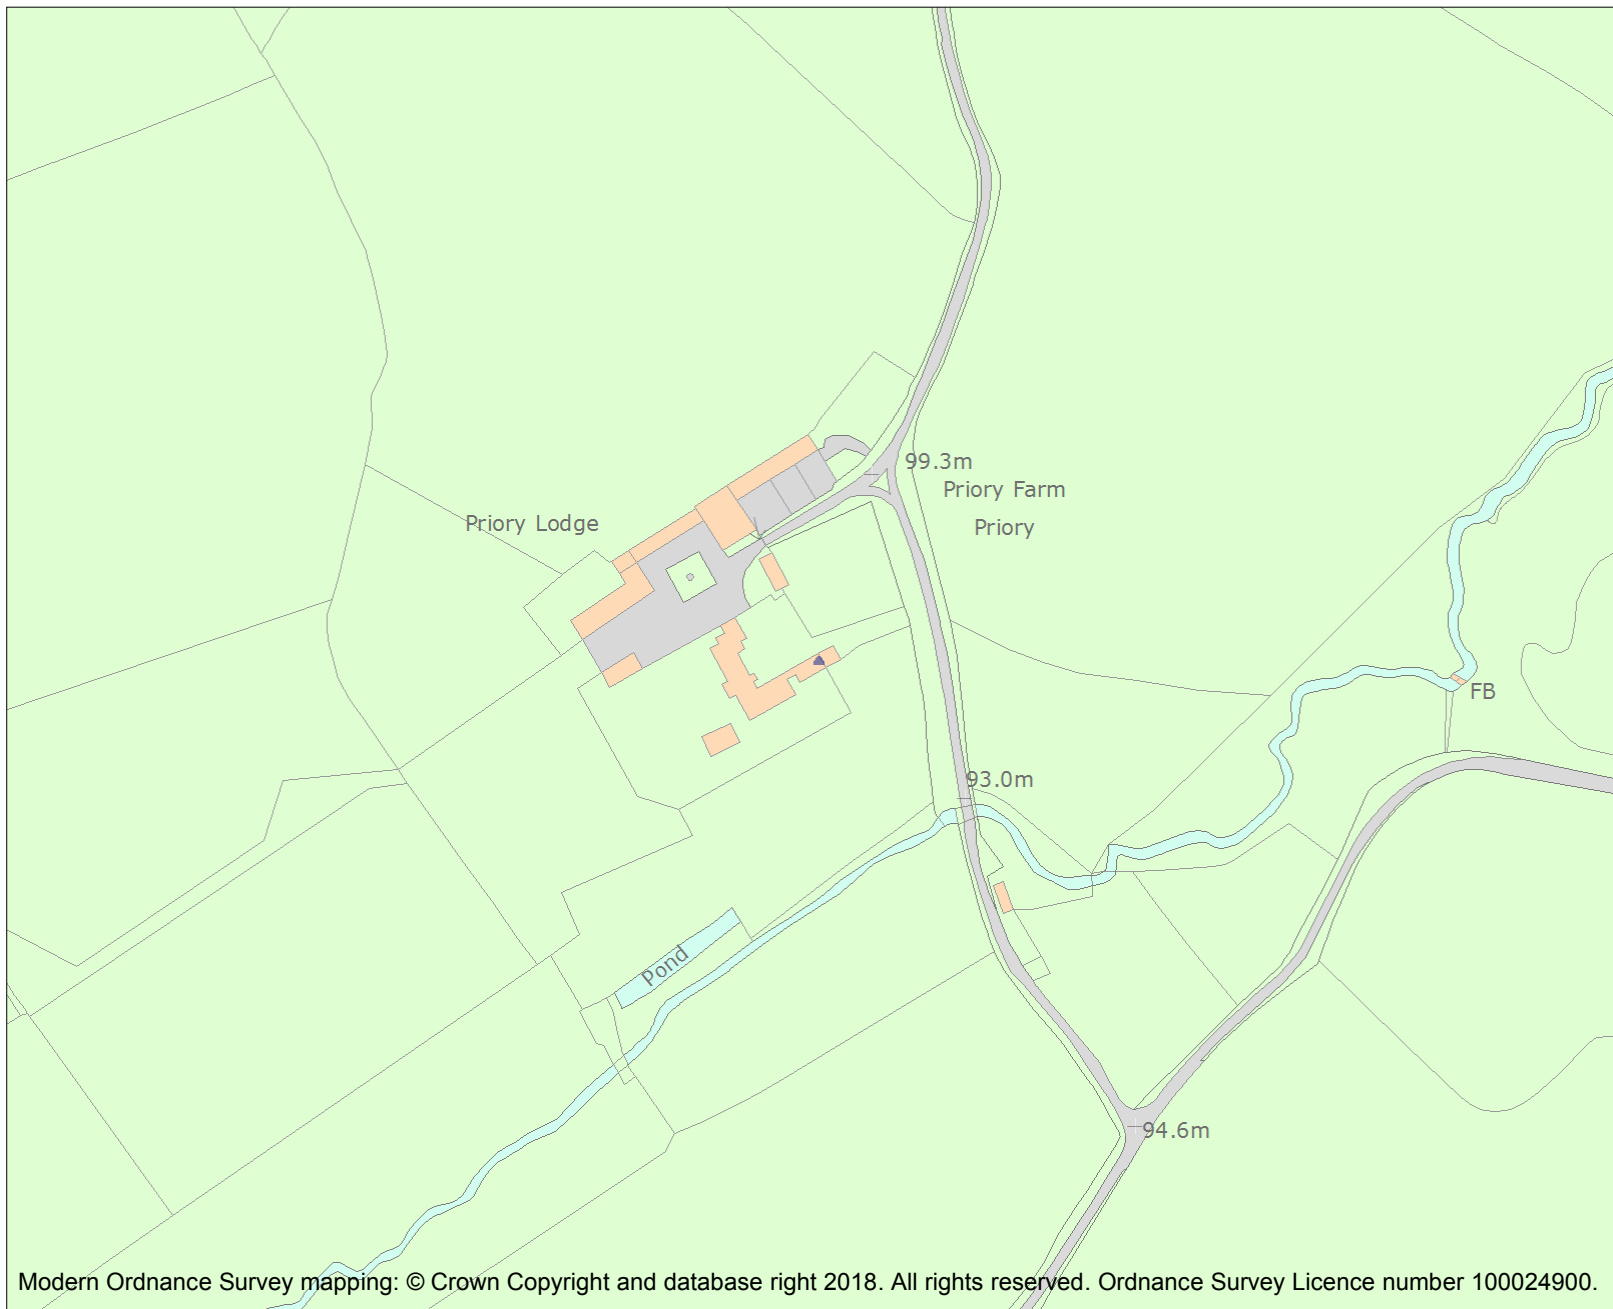 99.3m
Priory Farm
Priory Lodge
Priory
FB
93.0m
Pond
94.6m
Modern Ordnance Survey mapping: © Crown Copyright and database right 2018. All rights reserved. Ordnance Survey Licence number 100024900.